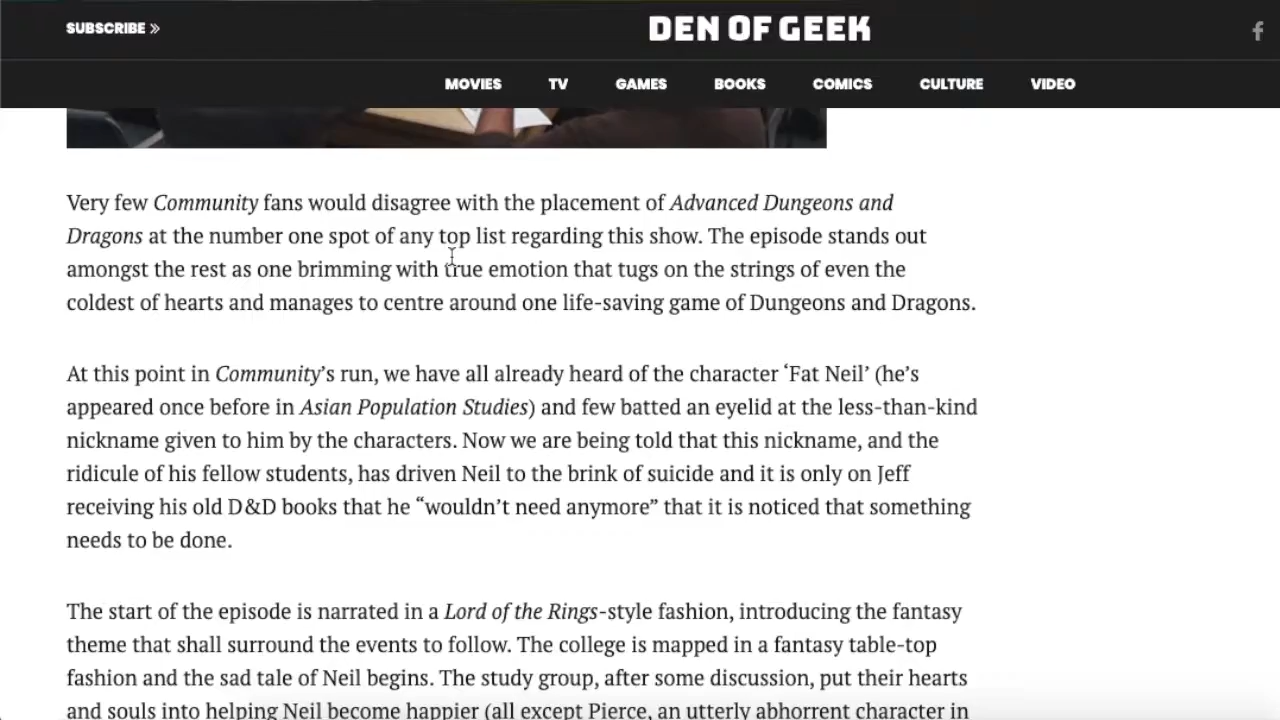 SUBSCRIBE »
DEN OF GEEK
MOVIES TV GAMES BOOKS COMICS CULTURE VIDEO
Very few Community fans would disagree with the placement of Advanced Dungeons and
Dragons at the number one spot of any top list regarding this show. The episode stands out
amongst the rest as one brimming with true emotion that tugs on the strings of even the
coldest of hearts and manages to centre around one life-saving game of Dungeons and Dragons.
At this point in Community’s run, we have all already heard of the character ‘Fat Neil’ (he’s
appeared once before in Asian Population Studies) and few batted an eyelid at the less-than-kind
nickname given to him by the characters. Now we are being told that this nickname, and the
ridicule of his fellow students, has driven Neil to the brink of suicide and it is only on Jeff
receiving his old D&D books that he “wouldn’t need anymore” that it is noticed that something
needs to be done.
The start of the episode is narrated in a Lord of the Rings-style fashion, introducing the fantasy
theme that shall surround the events to follow. The college is mapped in a fantasy table-top
fashion and the sad tale of Neil begins. The study group, after some discussion, put their hearts
and souls into helping Neil become happier (all except Pierce, an utterly abhorrent character in